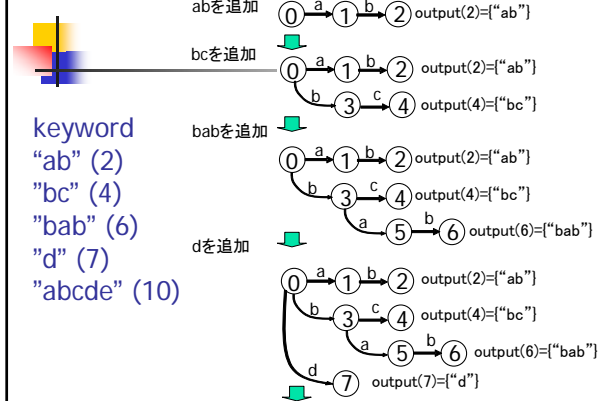 abを追加
0 a 1 b 2 output(2)={“ab”}
bcを追加
0 a 1 b 2 output(2)={“ab”}
b 3 c 4 output(4)={“bc”}
keyword
“ab” (2)
”bc” (4)
”bab” (6)
”d” (7)
”abcde” (10)
babを追加
0 a 1 b 2 output(2)={“ab”}
b 3 c 4 output(4)={“bc”}
a 5 b 6 output(6)={“bab”}
dを追加
0 a 1 b 2 output(2)={“ab”}
b 3 c 4 output(4)={“bc”}
a 5 b 6 output(6)={“bab”}
d 7 output(7)={“d”}